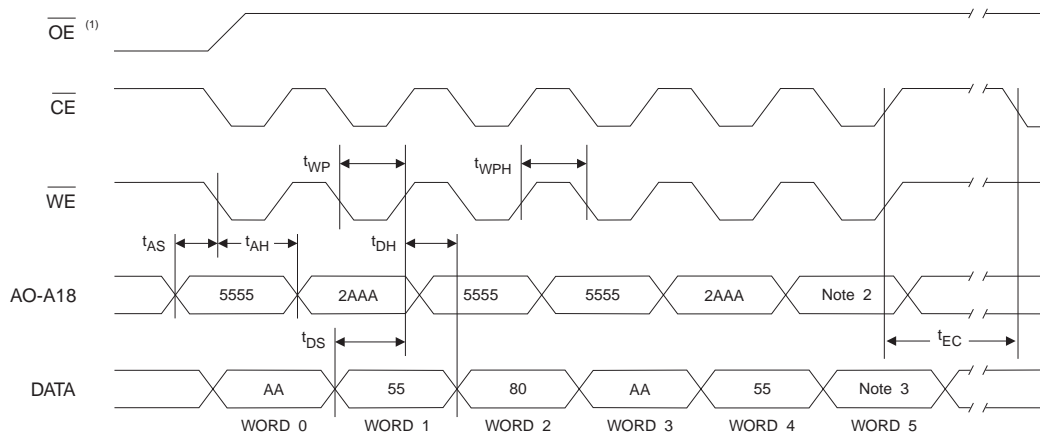 OE (1)
CE
tWP
tWPH
WE
tAS
tAH
tDH
AO-A18
5555
2AAA
5555
5555
2AAA
Note 2
tDS
tEC
DATA
AA
55
80
AA
55
Note 3
WORD 0
WORD 1
WORD 2
WORD 3
WORD 4
WORD 5